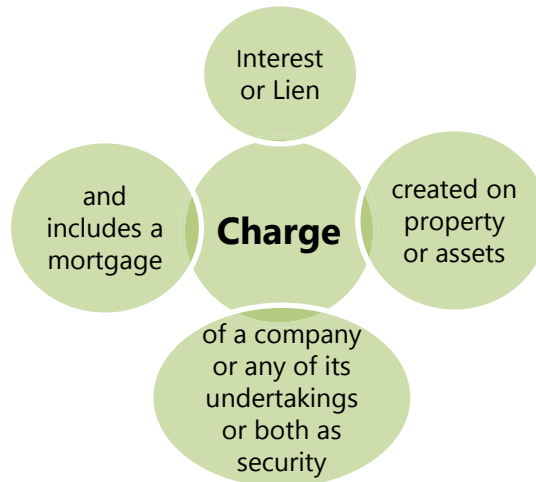 Interest
or Lien
created on
property
or assets
of a company
or any of its
undertakings
or both as
security
and
includes a
mortgage
Charge